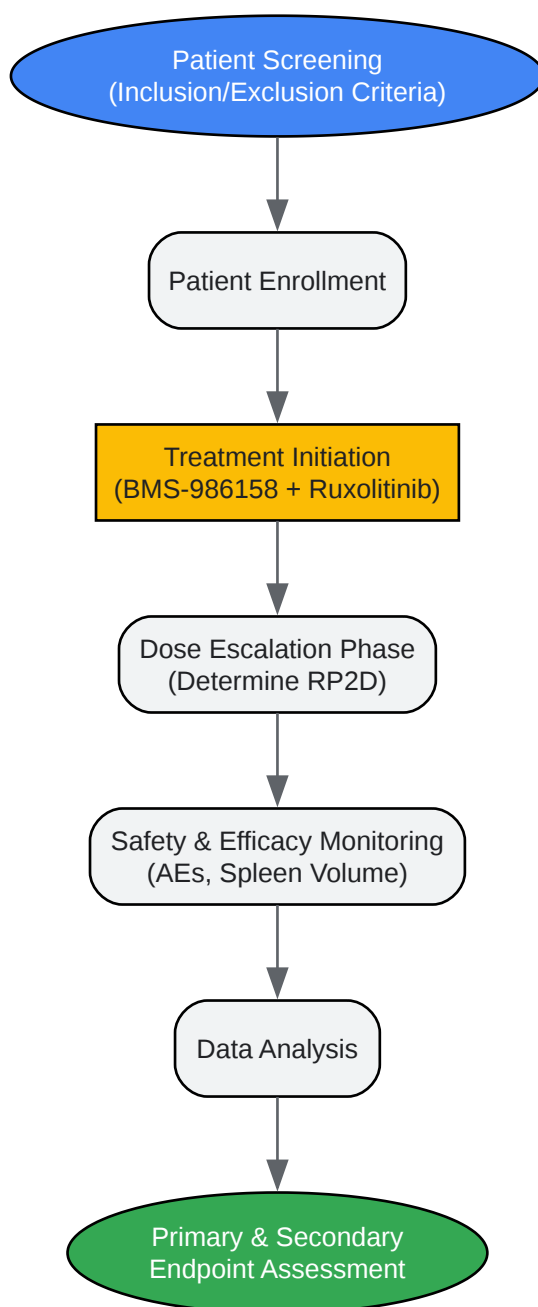 Patient Screening
(Inclusion/Exclusion Criteria)
Patient Enrollment
Treatment Initiation
(BMS-986158 + Ruxolitinib)
Dose Escalation Phase
(Determine RP2D)
Safety & Efficacy Monitoring
(AEs, Spleen Volume)
Data Analysis
Primary & Secondary
Endpoint Assessment